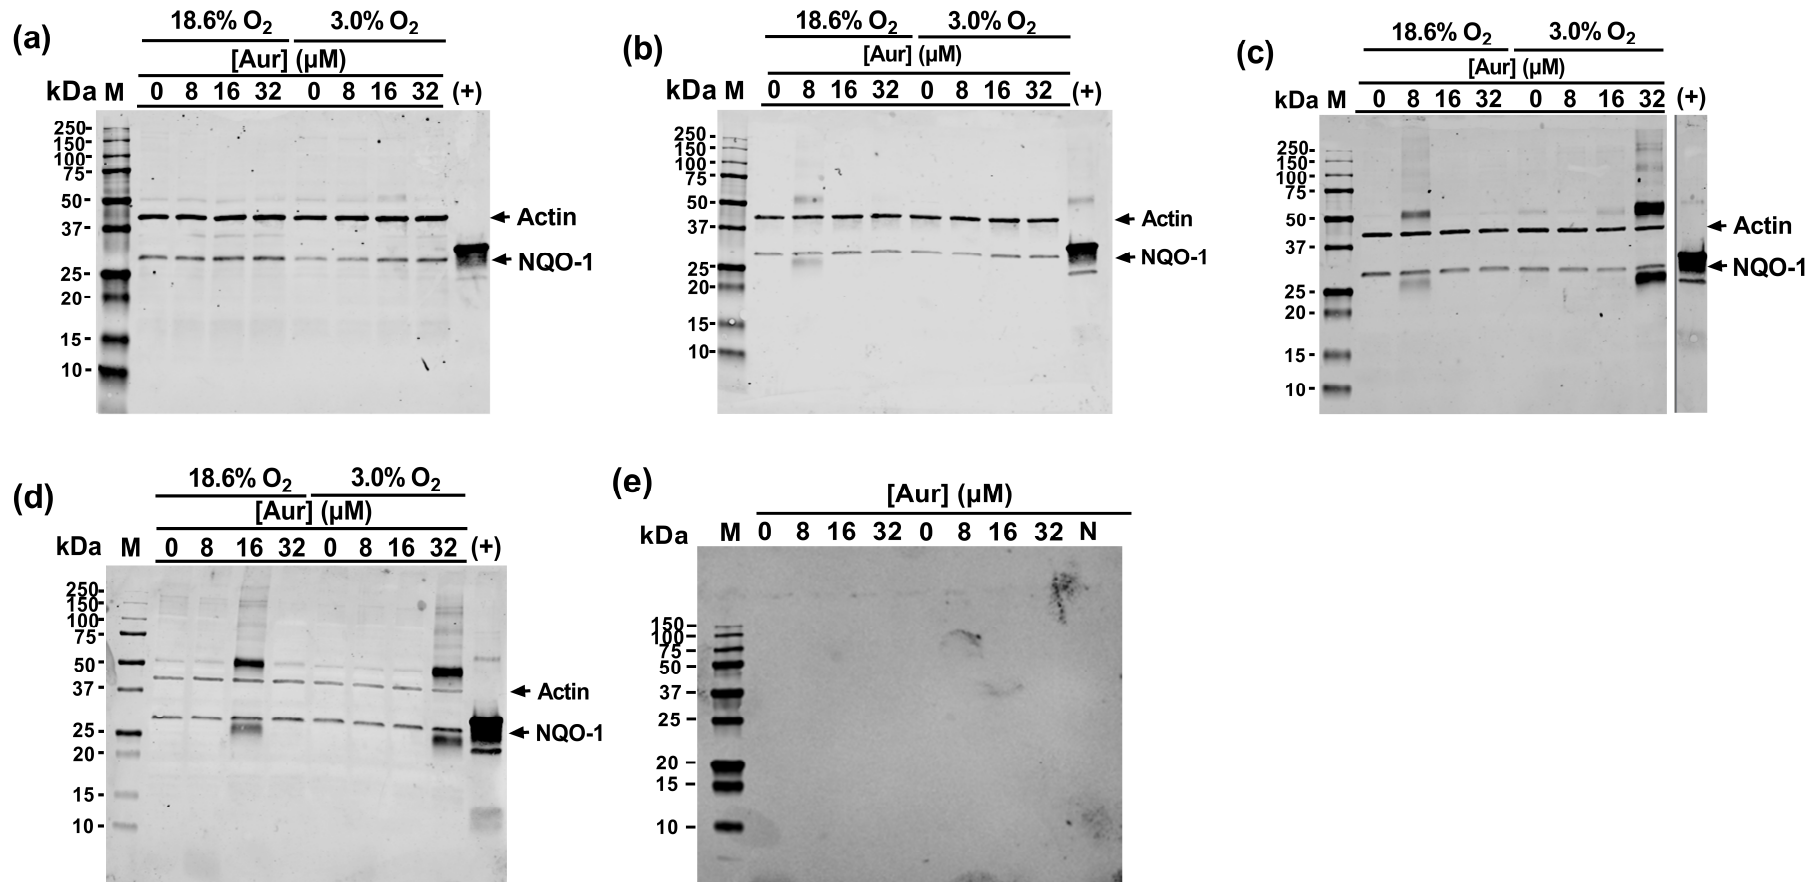 (a)
18.6% O2 3.0% O2
[Aur] (µM)
kDa M 0 8 16 32 0 8 16 32 (+)
250-
150-
100-
75-
50-
37-
25-
20-
15-
10-
Actin
NQO-1
(b)
18.6% O2 3.0% O2
[Aur] (µM)
kDa M 0 8 16 32 0 8 16 32 (+)
250-
150-
100-
75-
50-
37-
25-
20-
15-
10-
Actin
NQO-1
(c)
18.6% O2 3.0% O2
[Aur] (µM)
kDa M 0 8 16 32 0 8 16 32 (+)
250-
150-
100-
75-
50-
37-
25-
20-
15-
10-
Actin
NQO-1
(d)
18.6% O2 3.0% O2
[Aur] (µM)
kDa M 0 8 16 32 0 8 16 32 (+)
250-
150-
100-
75-
50-
37-
25-
20-
15-
10-
Actin
NQO-1
(e)
[Aur] (µM)
kDa M 0 8 16 32 0 8 16 32 N
150-
100-
75-
50-
37-
25-
20-
15-
10-